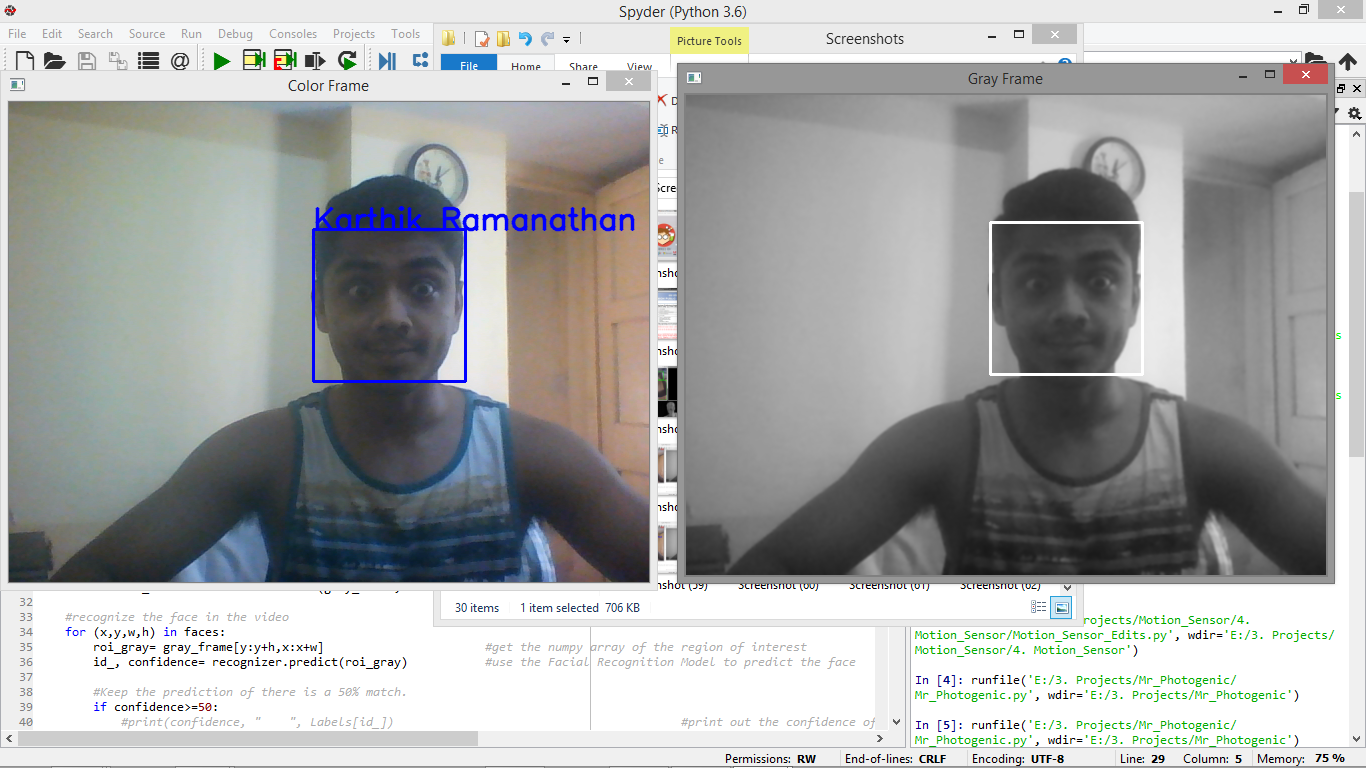 Spyder (Python 3.6)
File Edit Search Source Run Debug Consoles Projects Tools
Picture Tools
Screenshots
File Home Share View
Color Frame
Gray Frame
Karthik_Ramanathan
Screenshot (60) Screenshot (61) Screenshot (62)
30 items 1 item selected 706 KB
32
33 #recognize the face in the video
34 for (x,y,w,h) in faces:
35 roi_gray= gray_frame[y:y+h,x:x+w] #get the numpy array of the region of interest
36 id_, confidence= recognizer.predict(roi_gray) #use the Facial Recognition Model to predict the face
37
38 #Keep the prediction of there is a 50% match.
39 if confidence>=50:
40 #print(confidence, " ", Labels[id_]) #print out the confidence of
rojects/Motion_Sensor/4.
Motion_Sensor/Motion_Sensor_Edits.py', wdir='E:/3. Projects/
Motion_Sensor/4. Motion_Sensor')
In [4]: runfile('E:/3. Projects/Mr_Photogenic/
Mr_Photogenic.py', wdir='E:/3. Projects/Mr_Photogenic')
In [5]: runfile('E:/3. Projects/Mr_Photogenic/
Mr_Photogenic.py', wdir='E:/3. Projects/Mr_Photogenic')
Permissions: RW End-of-lines: CRLF Encoding: UTF-8 Line: 29 Column: 5 Memory: 75 %